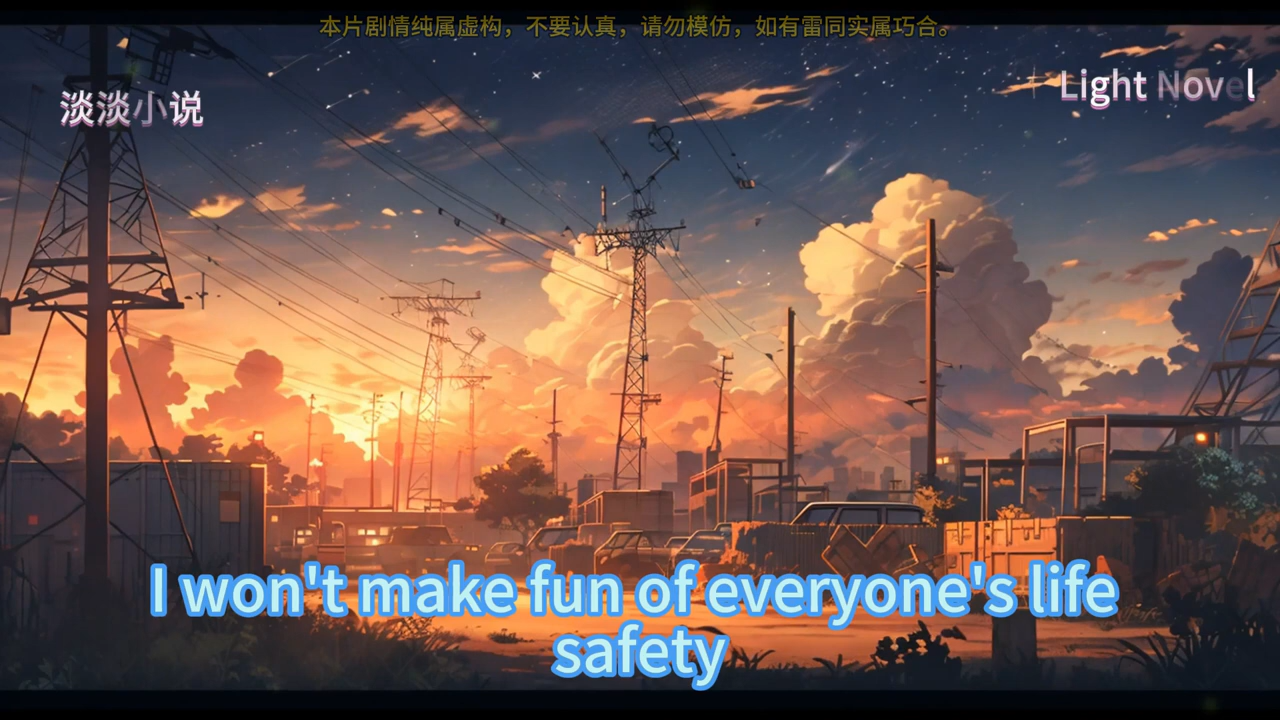 本片剧情纯属虚构，不要认真，请勿模仿，如有雷同实属巧合。
淡淡小说
Light Novel
I won't make fun of everyone's life
safety